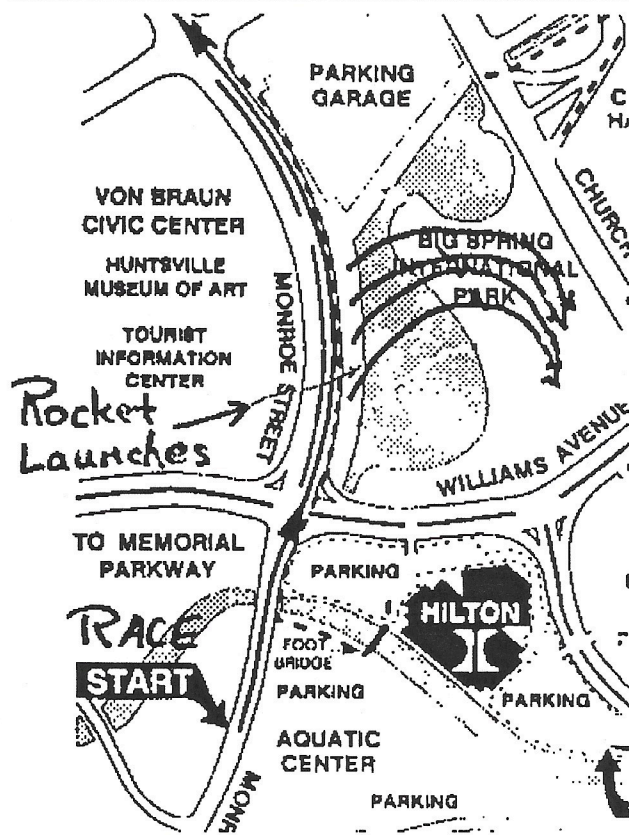 PARKING
GARAGE
VON BRAUN
CIVIC CENTER
HUNTSVILLE
MUSEUM OF ART
TOURIST
INFORMATION
CENTER
MONROE STREET
BIG SPRING
INTERNATIONAL
PARK
CHURCH
Rocket
Launches
WILLIAMS AVENUE
TO MEMORIAL
PARKWAY
PARKING
HILTON
RACE
START
FOOT
BRIDGE
PARKING
PARKING
AQUATIC
CENTER
PARKING